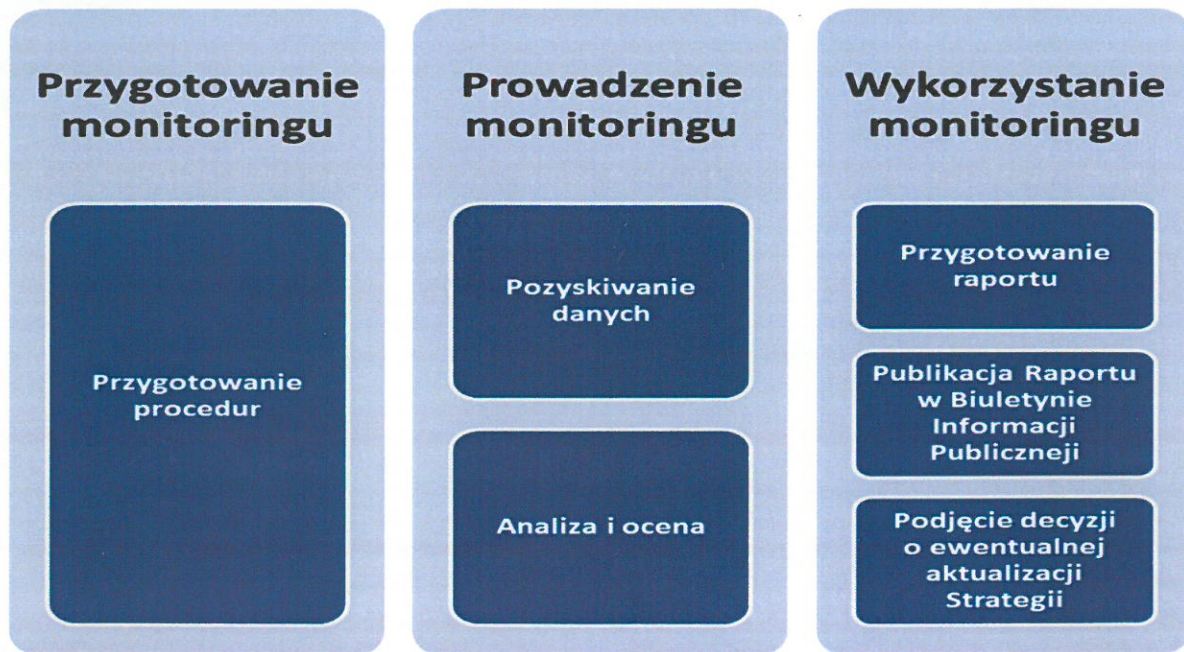 Przygotowanie
monitoringu
Przygotowanie
procedur
Prowadzenie
monitoringu
Pozyskiwanie
danych
Analiza i ocena
Wykorzystanie
monitoringu
Przygotowanie
raportu
Publikacja Raportu
w Biuletynie
Informacji
Publiczneji
Podjęcie decyzji
o ewentualnej
aktualizacji
Strategii